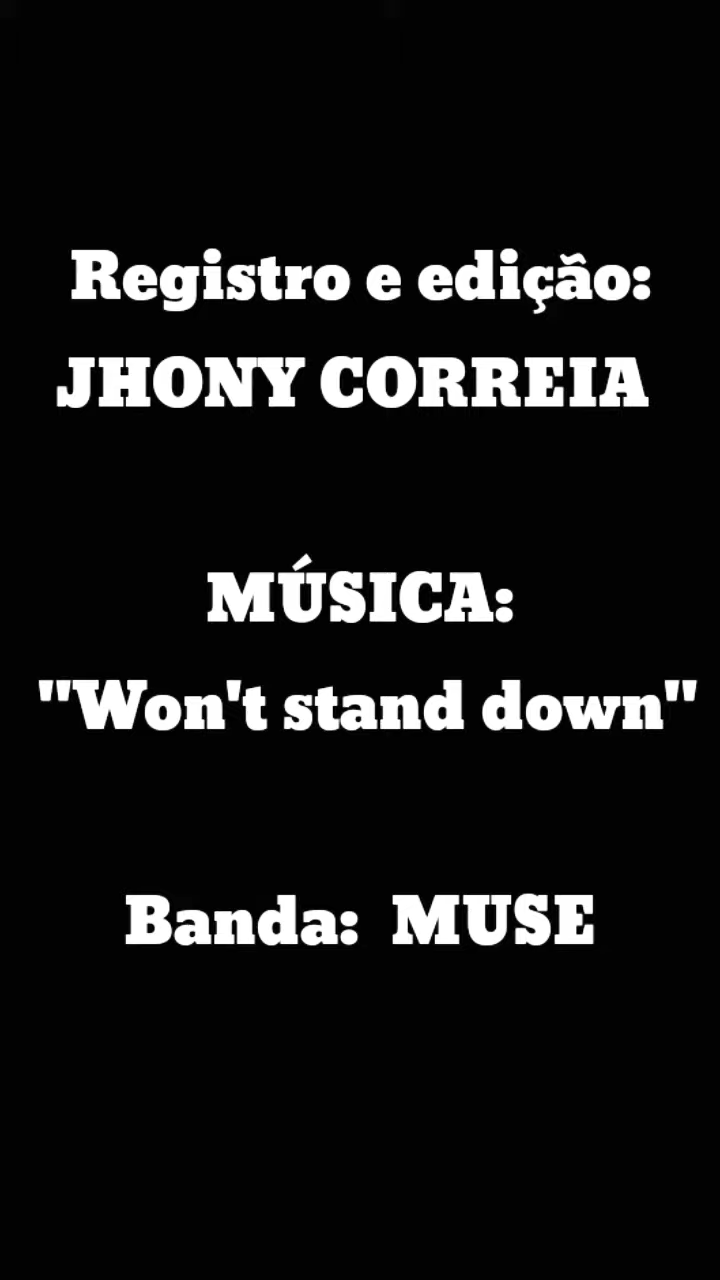 Registro e edição:
JHONY CORREIA
MÚSICA:
"Won't stand down"
Banda: MUSE